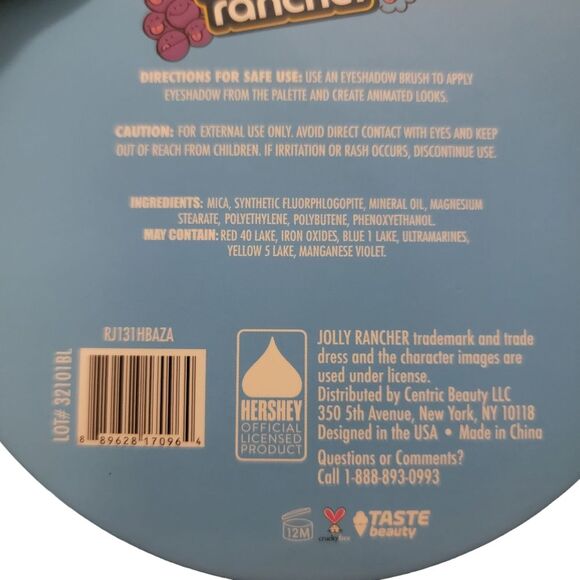 rancher
DIRECTIONS FOR SAFE USE: USE AN EYESHADOW BRUSH TO APPLY
EYESHADOW FROM THE PALETTE AND CREATE ANIMATED LOOKS.
CAUTION: FOR EXTERNAL USE ONLY. AVOID DIRECT CONTACT WITH EYES AND KEEP
OUT OF REACH FROM CHILDREN. IF IRRITATION OR RASH OCCURS, DISCONTINUE USE.
INGREDIENTS: MICA, SYNTHETIC FLUORPHLOGOPITE, MINERAL OIL, MAGNESIUM
STEARATE, POLYETHYLENE, POLYBUTENE, PHENOXYETHANOL.
MAY CONTAIN: RED 40 LAKE, IRON OXIDES, BLUE 1 LAKE, ULTRAMARINES,
YELLOW 5 LAKE, MANGANESE VIOLET.
LOT# 32101BL
RJ131HBAZA
8 89628 17096 4
HERSHEY
OFFICIAL
LICENSED
PRODUCT
JOLLY RANCHER trademark and trade
dress and the character images are
used under license.
Distributed by Centric Beauty LLC
350 5th Avenue, New York, NY 10118
Designed in the USA • Made in China
Questions or Comments?
Call 1-888-893-0993
12M
crueltyfree
TASTE
beauty